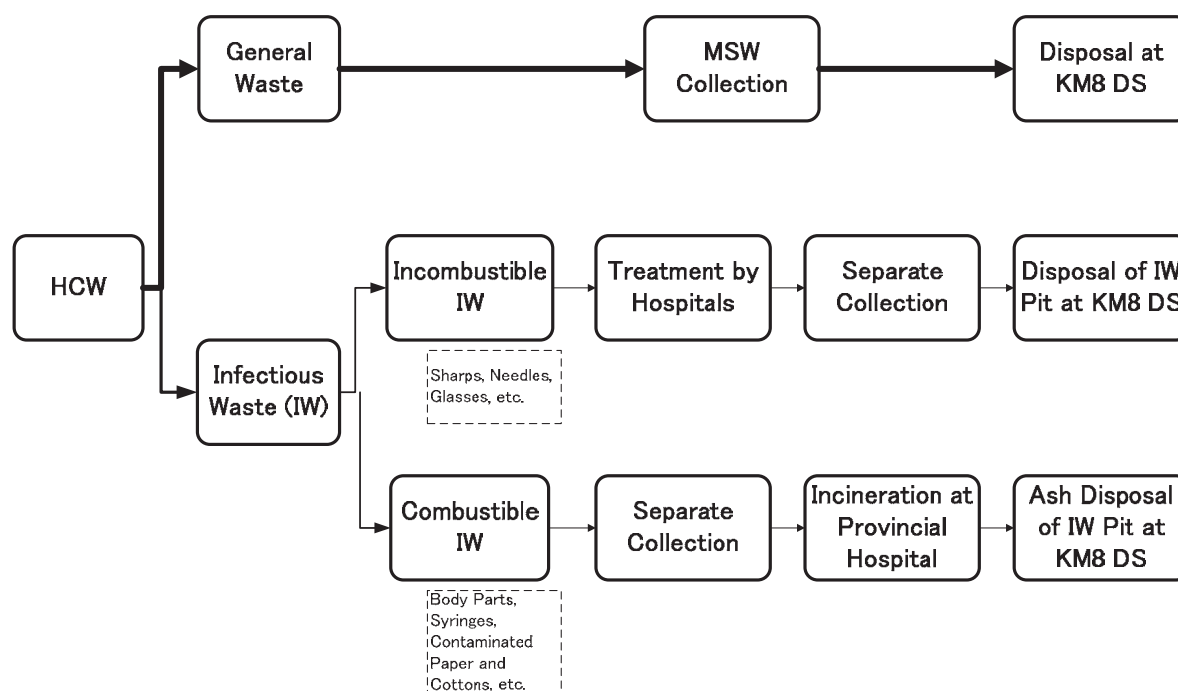 General
Waste
MSW
Collection
Disposal at
KM8 DS
HCW
Incombustible
IW
Treatment by
Hospitals
Separate
Collection
Disposal of IW
Pit at KM8 DS
Sharps, Needles,
Glasses, etc.
Infectious
Waste (IW)
Combustible
IW
Separate
Collection
Incineration at
Provincial
Hospital
Ash Disposal
of IW Pit at
KM8 DS
Body Parts,
Syringes,
Contaminated
Paper and
Cottons, etc.